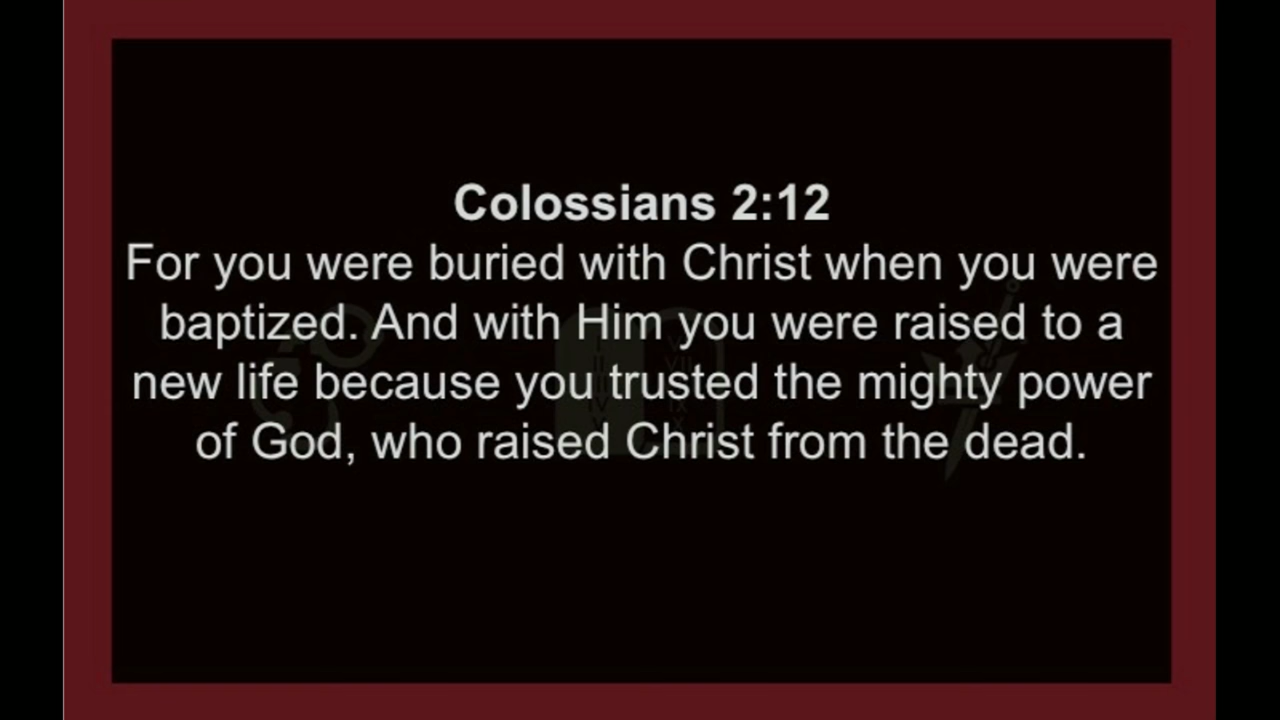 Colossians 2:12
For you were buried with Christ when you were
baptized. And with Him you were raised to a
new life because you trusted the mighty power
of God, who raised Christ from the dead.